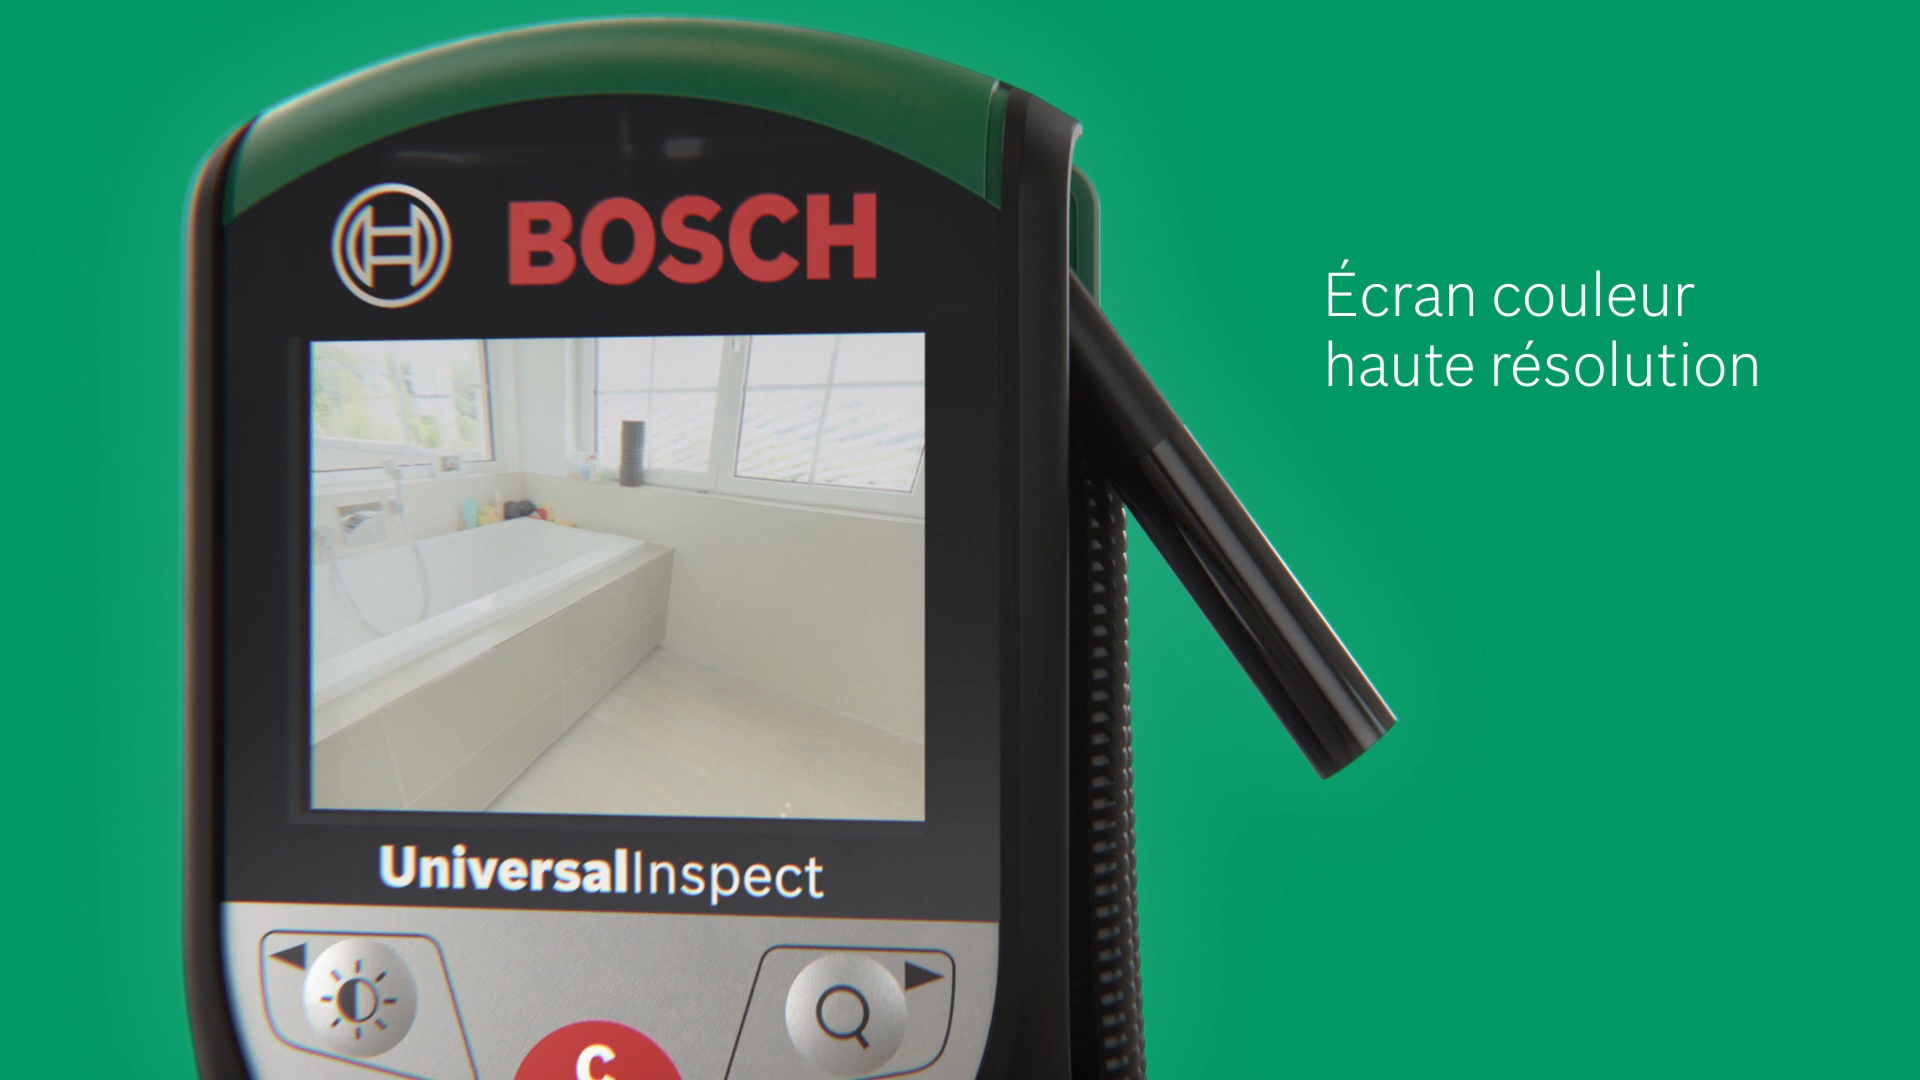 BOSCH
Écran couleur
haute résolution
UniversalInspect
C